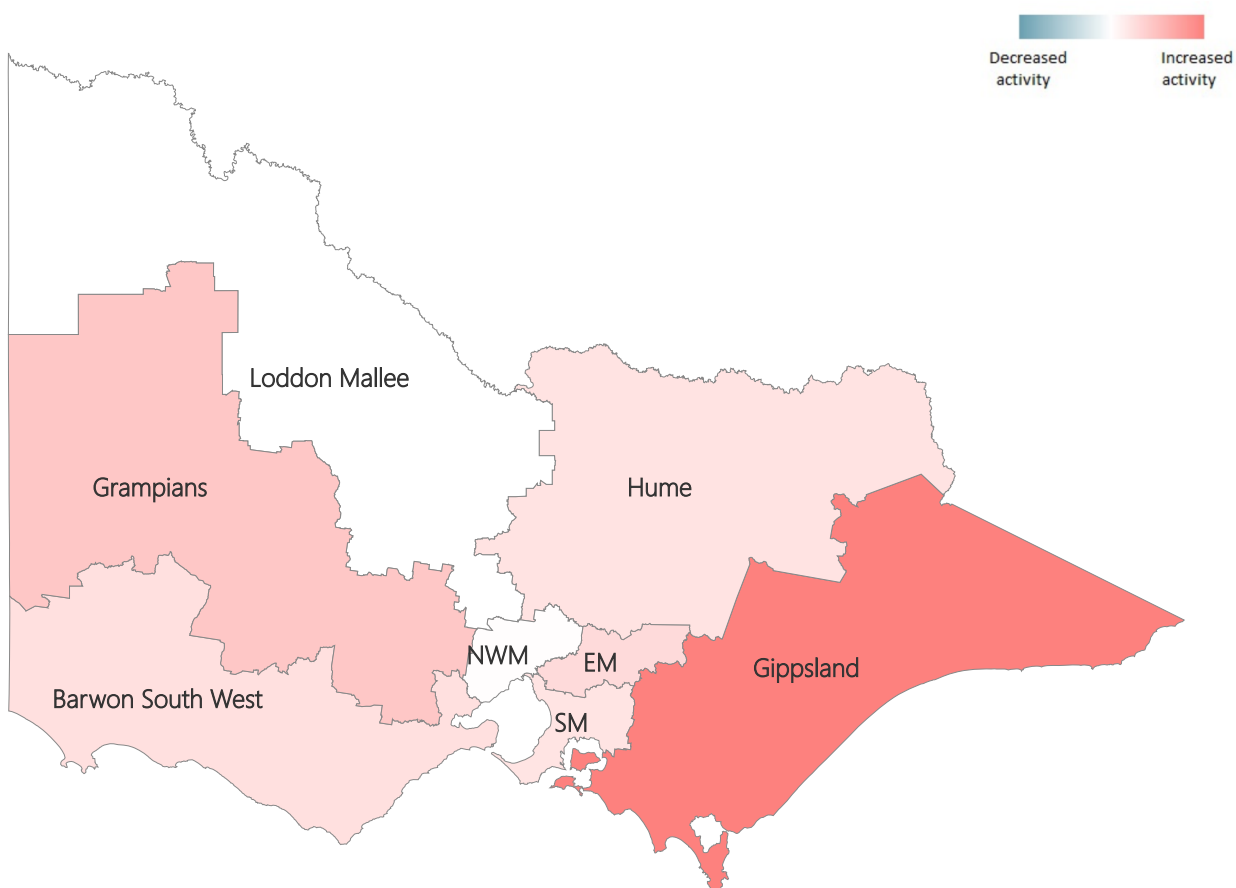 Decreased activity
Increased activity
Loddon Mallee
Grampians
Hume
NWM
EM
Gippsland
Barwon South West
SM